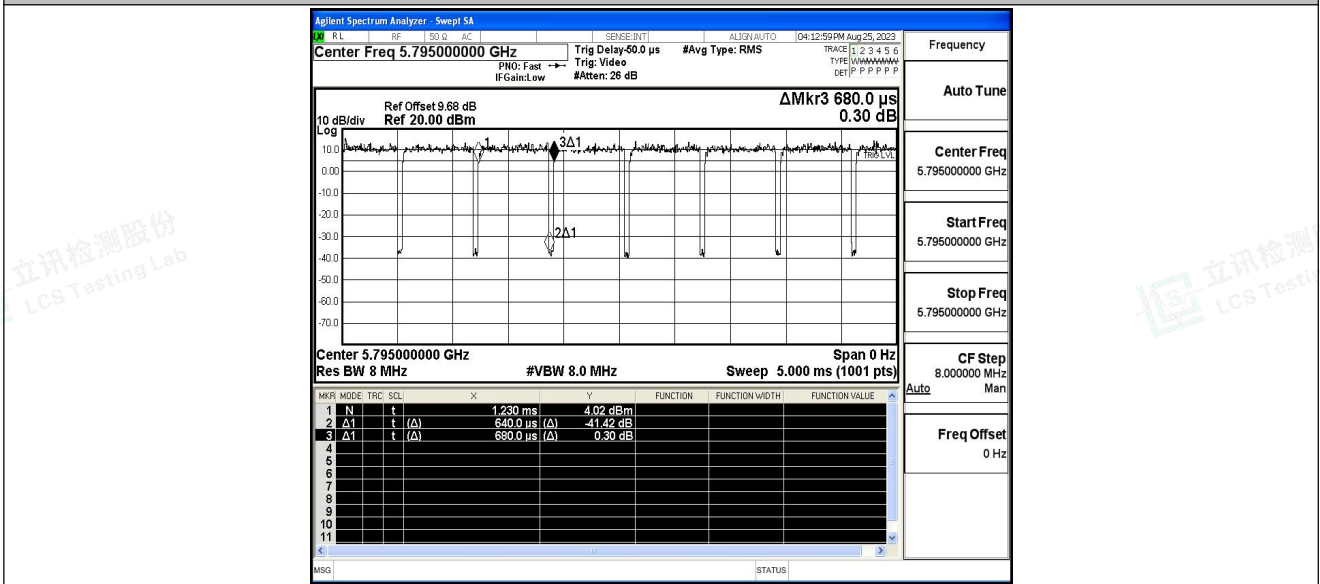 Agilent Spectrum Analyzer - Swept SA
RL RF 50 Ω AC SENSE:INT ALIGN AUTO 04:12:59 PM Aug 25, 2023
Center Freq 5.795000000 GHz
PNO: Fast
IFGain:Low
Trig Delay-50.0 µs
Trig: Video
#Atten: 26 dB
#Avg Type: RMS
TRACE 1 2 3 4 5 6
TYPE
DET P P P P P P
Ref Offset 9.68 dB
10 dB/div Ref 20.00 dBm
Log
ΔMkr3 680.0 µs
0.30 dB
10.0
0.00
-10.0
-20.0
-30.0
-40.0
-50.0
-60.0
-70.0
1
3Δ1
2Δ1
TRIG LVL
Center 5.795000000 GHz Span 0 Hz
Res BW 8 MHz #VBW 8.0 MHz Sweep 5.000 ms (1001 pts)
MKR MODE TRC SCL X Y FUNCTION FUNCTION WIDTH FUNCTION VALUE
1 N t 1.230 ms 4.02 dBm
2 Δ1 t (Δ) 640.0 µs (Δ) -41.42 dB
3 Δ1 t (Δ) 680.0 µs (Δ) 0.30 dB
4
5
6
7
8
9
10
11
MSG STATUS
Frequency
Auto Tune
Center Freq
5.795000000 GHz
Start Freq
5.795000000 GHz
Stop Freq
5.795000000 GHz
CF Step
8.000000 MHz
Auto Man
Freq Offset
0 Hz
立讯检测股份
LCS Testing Lab
立讯检测
LCS Testi